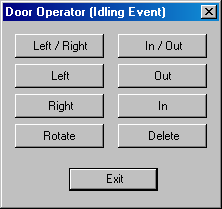 Door Operator (Idling Event)
Left / Right
In / Out
Left
Out
Right
In
Rotate
Delete
Exit